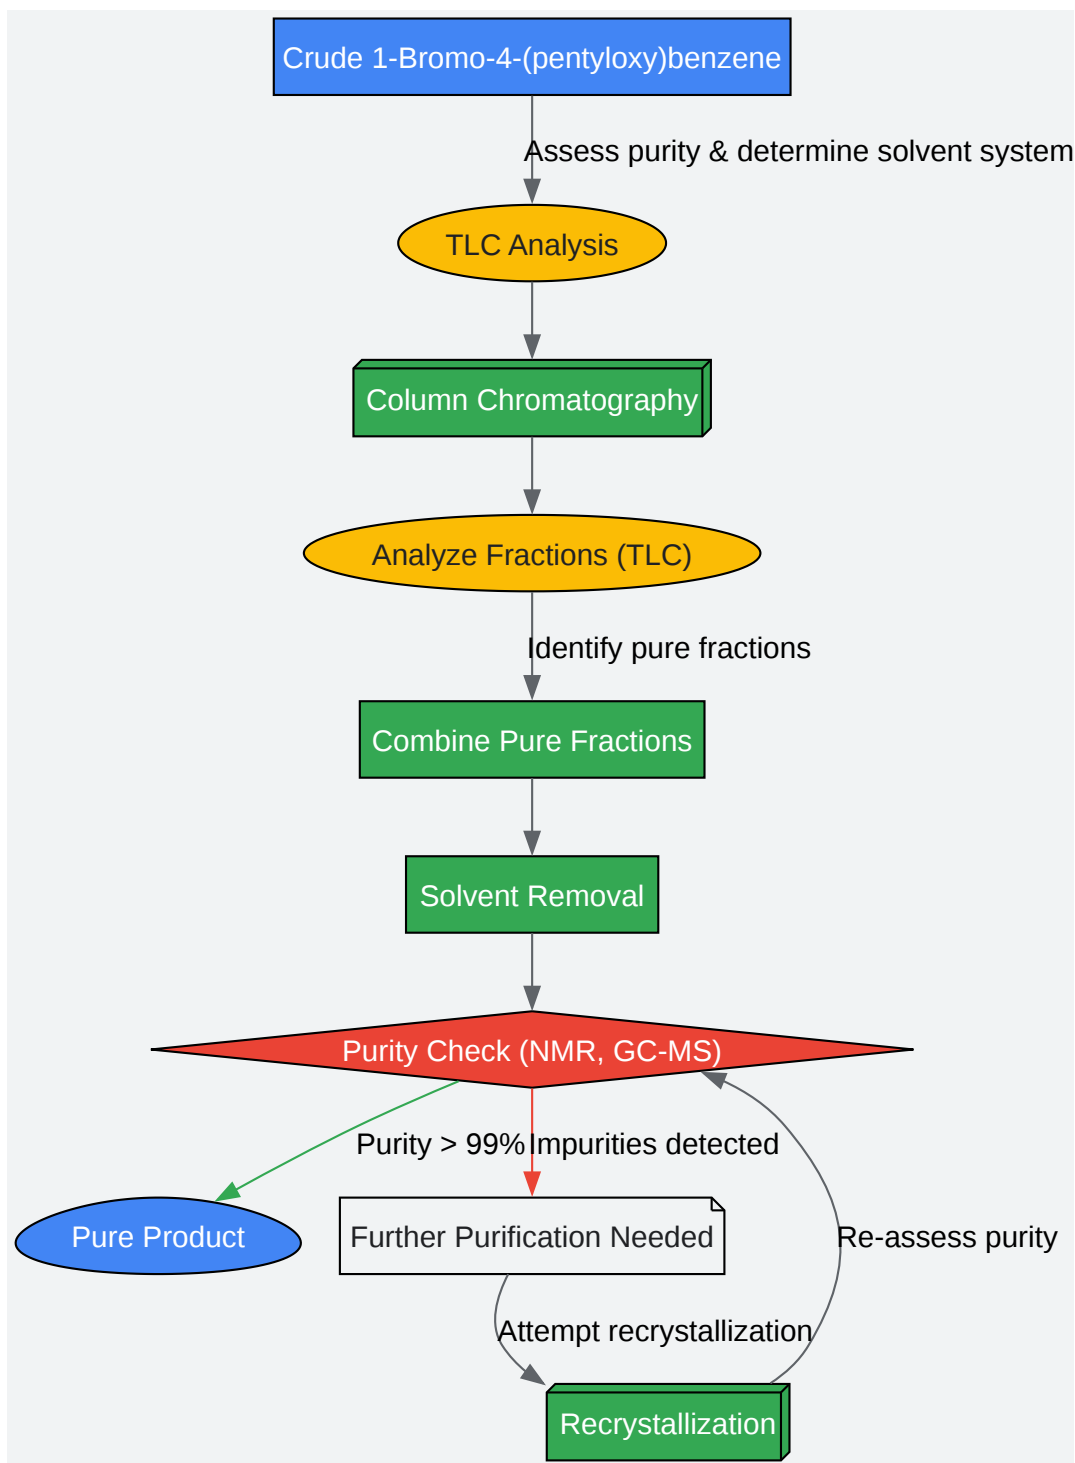 Crude 1-Bromo-4-(pentyloxy)benzene
Assess purity & determine solvent system
TLC Analysis
Column Chromatography
Analyze Fractions (TLC)
Identify pure fractions
Combine Pure Fractions
Solvent Removal
Purity Check (NMR, GC-MS)
Purity > 99%
Impurities detected
Pure Product
Further Purification Needed
Re-assess purity
Attempt recrystallization
Recrystallization